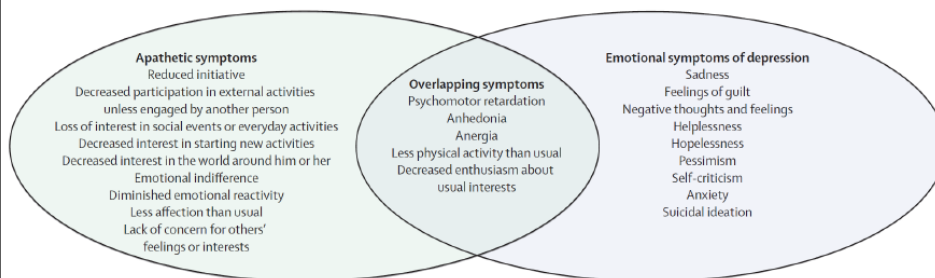 Apathetic symptoms
Reduced initiative
Decreased participation in external activities
unless engaged by another person
Loss of interest in social events or everyday activities
Decreased interest in starting new activities
Decreased interest in the world around him or her
Emotional indifference
Diminished emotional reactivity
Less affection than usual
Lack of concern for others'
feelings or interests
Overlapping symptoms
Psychomotor retardation
Anhedonia
Anergia
Less physical activity than usual
Decreased enthusiasm about
usual interests
Emotional symptoms of depression
Sadness
Feelings of guilt
Negative thoughts and feelings
Helplessness
Hopelessness
Pessimism
Self-criticism
Anxiety
Suicidal ideation